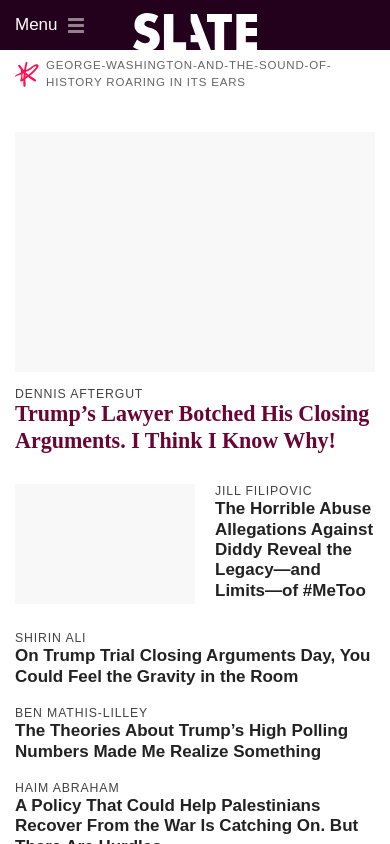 Menu
SLATE
GEORGE-WASHINGTON-AND-THE-SOUND-OF-
HISTORY ROARING IN ITS EARS
DENNIS AFTERGUT
Trump’s Lawyer Botched His Closing
Arguments. I Think I Know Why!
JILL FILIPOVIC
The Horrible Abuse
Allegations Against
Diddy Reveal the
Legacy—and
Limits—of #MeToo
SHIRIN ALI
On Trump Trial Closing Arguments Day, You
Could Feel the Gravity in the Room
BEN MATHIS-LILLEY
The Theories About Trump’s High Polling
Numbers Made Me Realize Something
HAIM ABRAHAM
A Policy That Could Help Palestinians
Recover From the War Is Catching On. But
There Are Hurdles